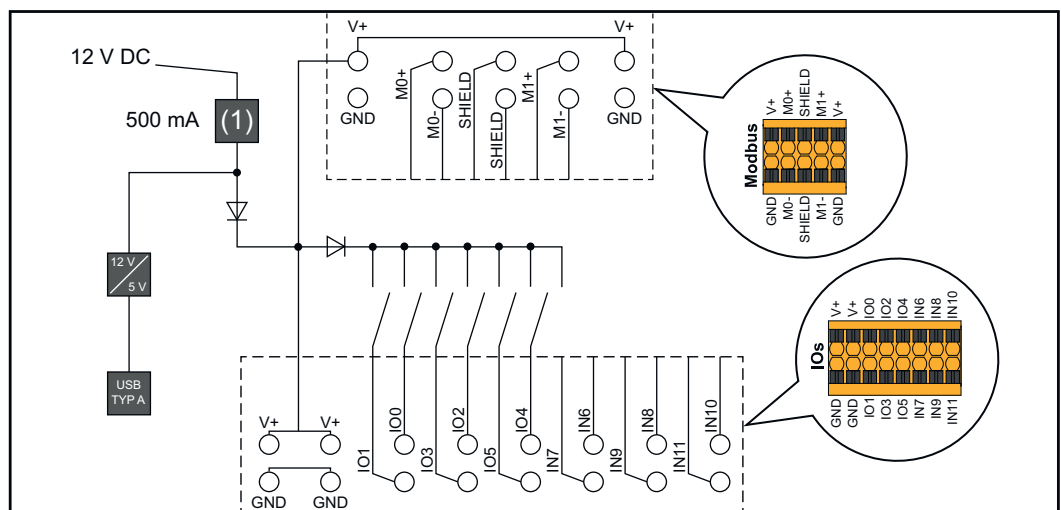 12 V DC
500 mA
(1)
12 V
5 V
USB
TYP A
V+
V+
M0+
SHIELD
M1+
GND
M0-
SHIELD
M1-
GND
Modbus
V+
M0+
SHIELD
M1+
V+
GND
M0-
SHIELD
M1-
GND
V+
V+
IO1
IO0
IO3
IO2
IO5
IO4
IN7
IN6
IN9
IN8
IN11
IN10
GND
GND
IOs
V+
V+
IO0
IO2
IO4
IN6
IN8
IN10
GND
GND
IO1
IO3
IO5
IN7
IN9
IN11